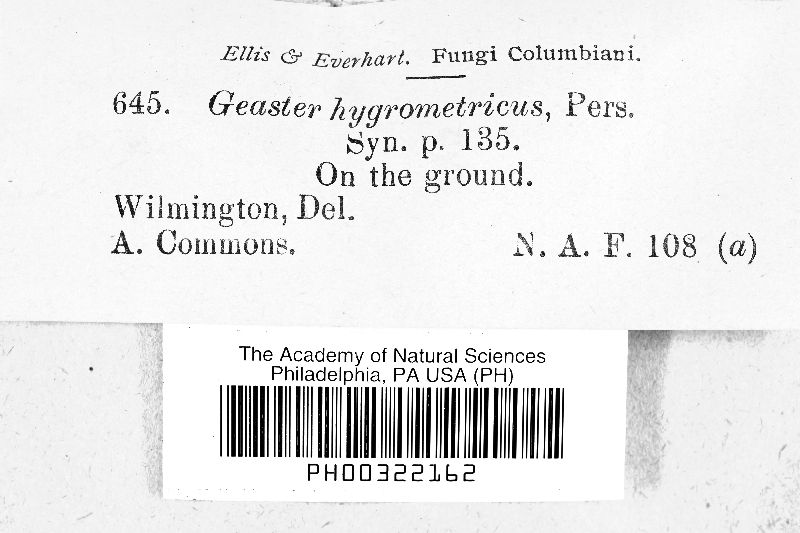 Ellis & Everhart. Fungi Columbiani.
645. Geaster hygrometricus, Pers.
Syn. p. 135.
On the ground.
Wilmington, Del.
A. Commons. N. A. F. 108 (a)
The Academy of Natural Sciences
Philadelphia, PA USA (PH)
PH00322162